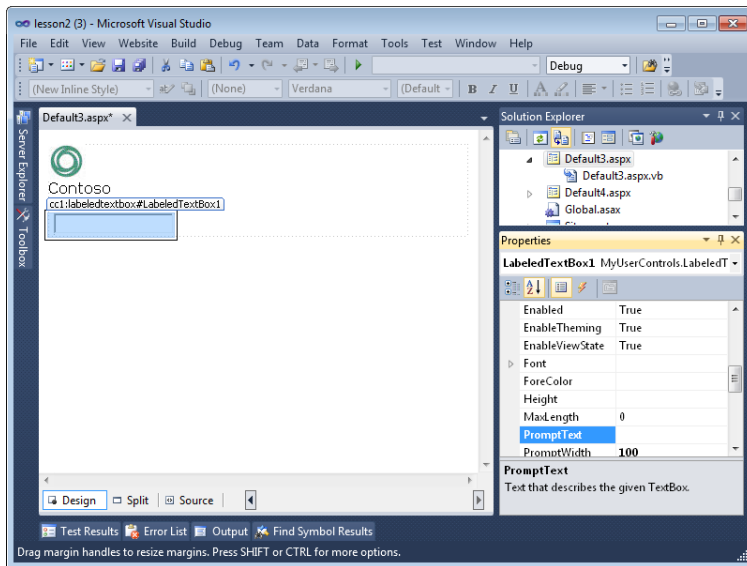 lesson2 (3) - Microsoft Visual Studio
File Edit View Website Build Debug Team Data Format Tools Test Window Help
Debug
(New Inline Style) (None) Verdana (Default B I U A
Default3.aspx* Solution Explorer
Server Explorer
Toolbox
Contoso
cc1:labeledtextbox#LabeledTextBox1
Default3.aspx
Default3.aspx.vb
Default4.aspx
Global.asax
Properties
LabeledTextBox1 MyUserControls.LabeledT
Enabled True
EnableTheming True
EnableViewState True
Font
ForeColor
Height
MaxLength 0
PromptText
PromptWidth 100
PromptText
Text that describes the given TextBox.
Design Split Source
Test Results Error List Output Find Symbol Results
Drag margin handles to resize margins. Press SHIFT or CTRL for more options.